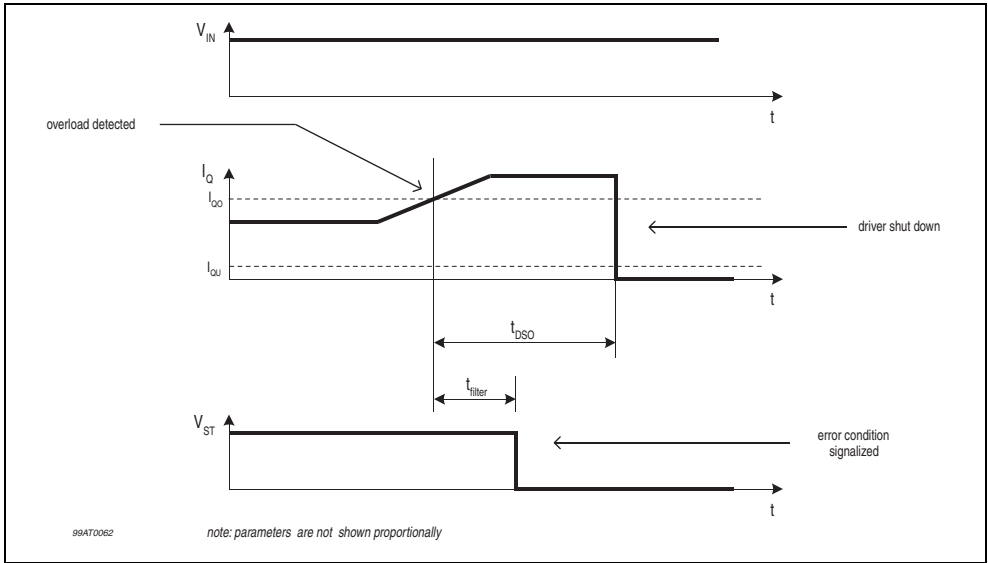 V_IN
t
overload detected
I_Q
I_QO
driver shut down
I_QU
t
t_DSO
t_filter
V_ST
error condition
signalized
t
99AT0062
note: parameters are not shown proportionally